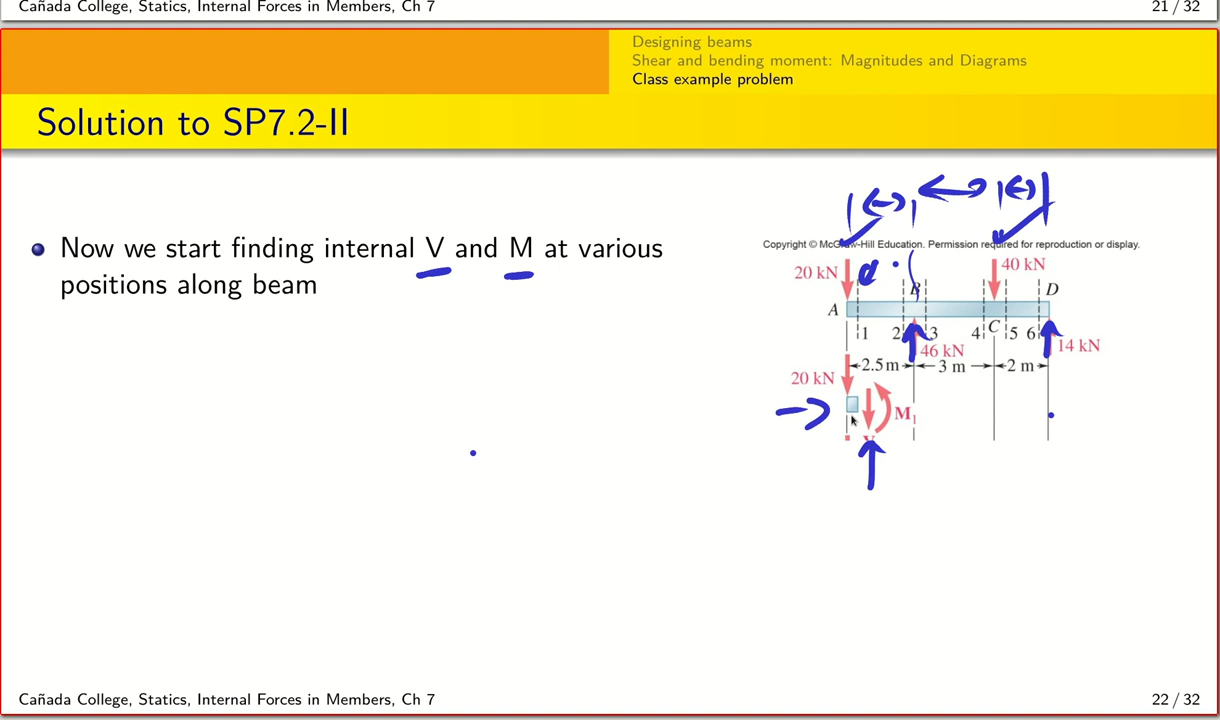 Cañada College, Statics, Internal Forces in Members, Ch 7 21 / 32
Designing beams
Shear and bending moment: Magnitudes and Diagrams
Class example problem
Solution to SP7.2-II
Now we start finding internal V and M at various
positions along beam
Copyright © McGraw-Hill Education. Permission required for reproduction or display.
20 kN 40 kN
B D
A
1 2 3 4 C 5 6
46 kN 14 kN
2.5 m 3 m 2 m
20 kN
M1
Cañada College, Statics, Internal Forces in Members, Ch 7 22 / 32